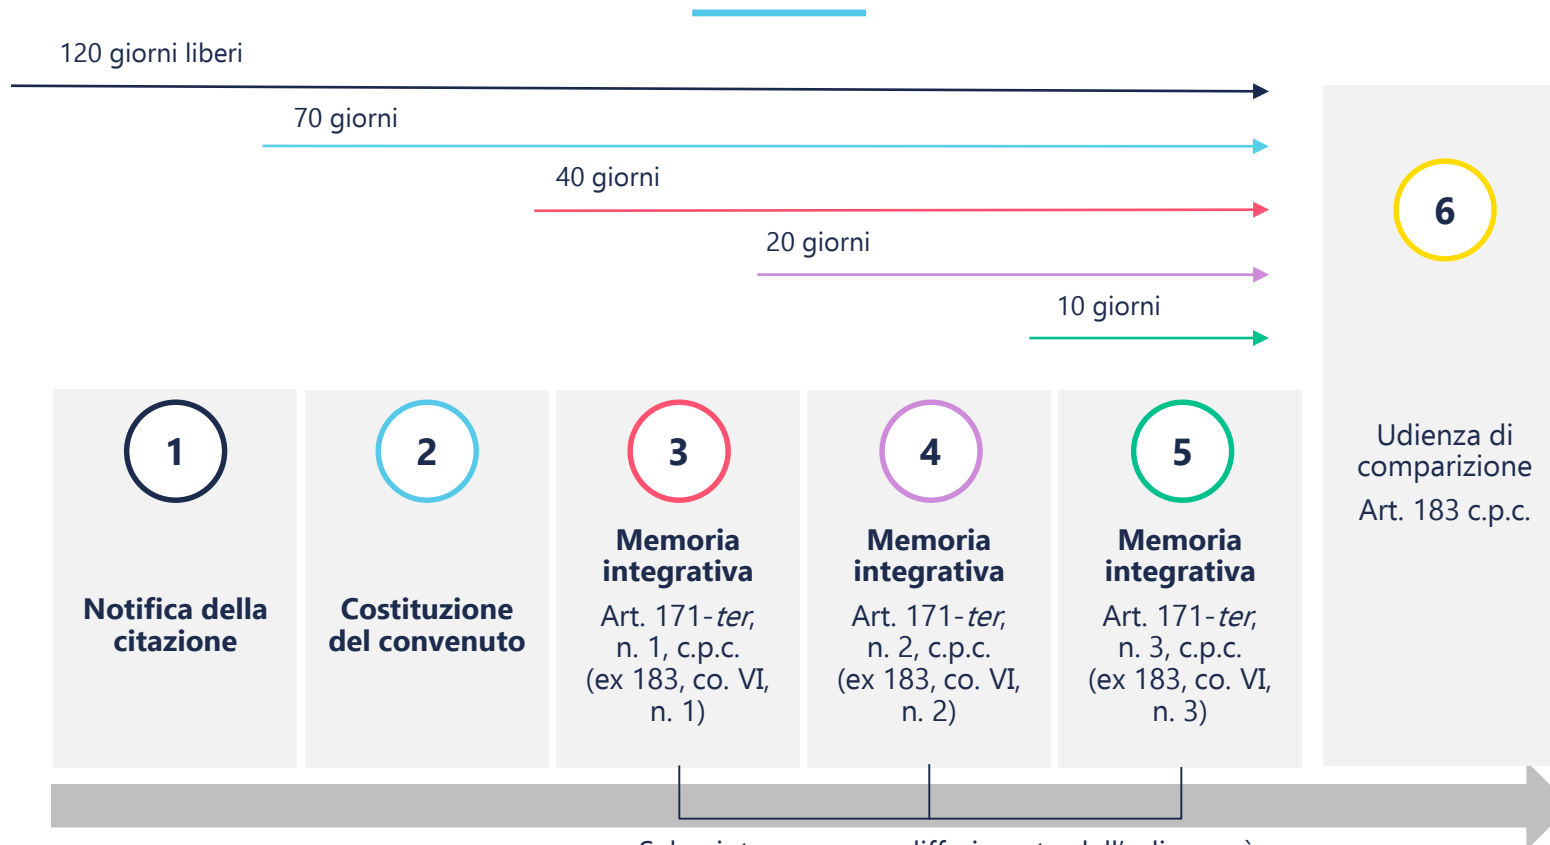 120 giorni liberi
70 giorni
40 giorni
20 giorni
10 giorni
1
Notifica della
citazione
2
Costituzione
del convenuto
3
Memoria
integrativa
Art. 171-ter,
n. 1, c.p.c.
(ex 183, co. VI,
n. 1)
4
Memoria
integrativa
Art. 171-ter,
n. 2, c.p.c.
(ex 183, co. VI,
n. 2)
5
Memoria
integrativa
Art. 171-ter,
n. 3, c.p.c.
(ex 183, co. VI,
n. 3)
6
Udienza di
comparizione
Art. 183 c.p.c.